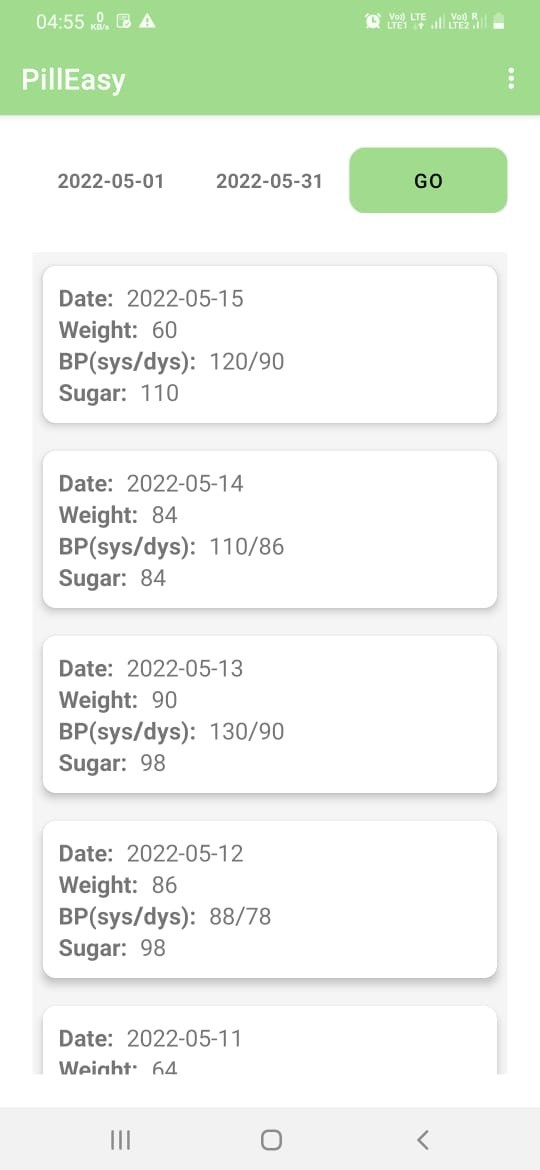 04:55 0 KB/s Vo) LTE LTE1 Vo) R LTE2
PillEasy
2022-05-01 2022-05-31 GO
Date: 2022-05-15
Weight: 60
BP(sys/dys): 120/90
Sugar: 110
Date: 2022-05-14
Weight: 84
BP(sys/dys): 110/86
Sugar: 84
Date: 2022-05-13
Weight: 90
BP(sys/dys): 130/90
Sugar: 98
Date: 2022-05-12
Weight: 86
BP(sys/dys): 88/78
Sugar: 98
Date: 2022-05-11
Weight: 64